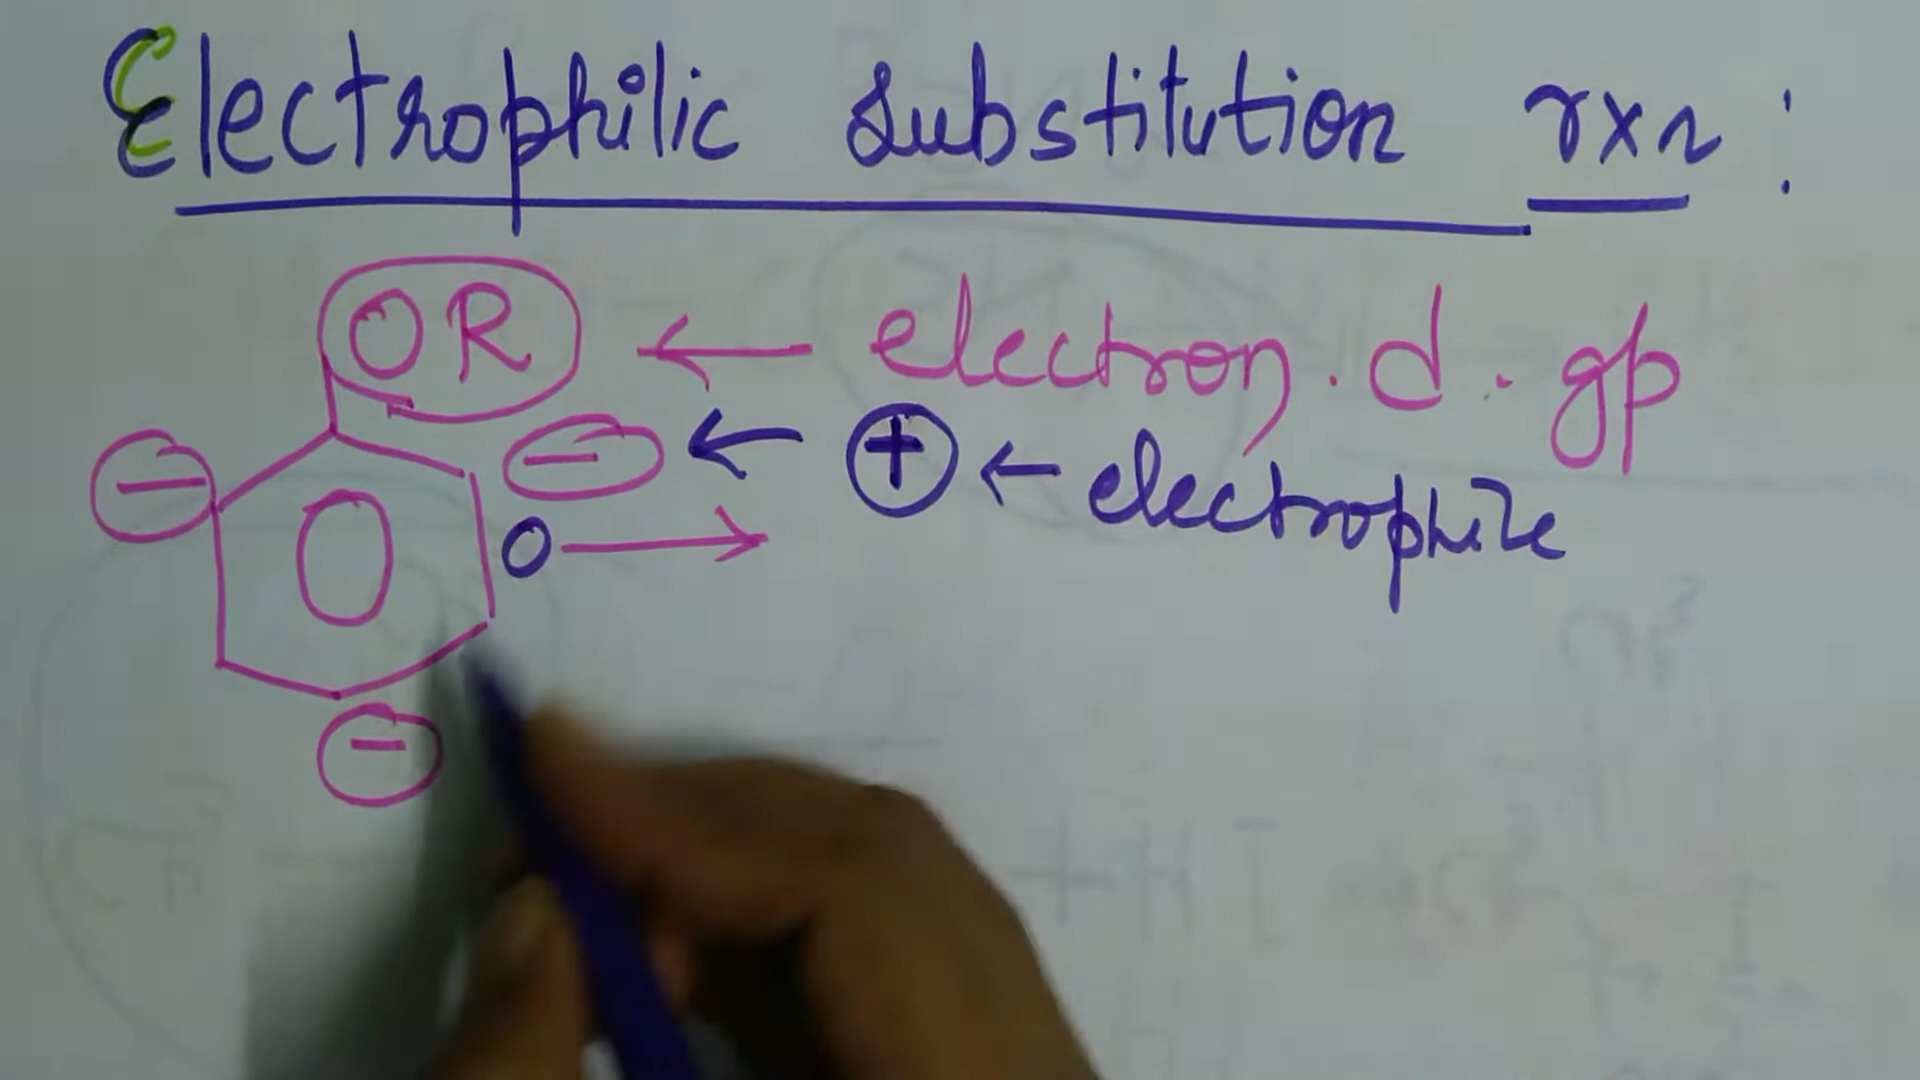 Electrophilic substitution rxn :
OR ← electron. d. gp
⊖ ⊖ ← ⊕ ← electrophile
O →
⊖